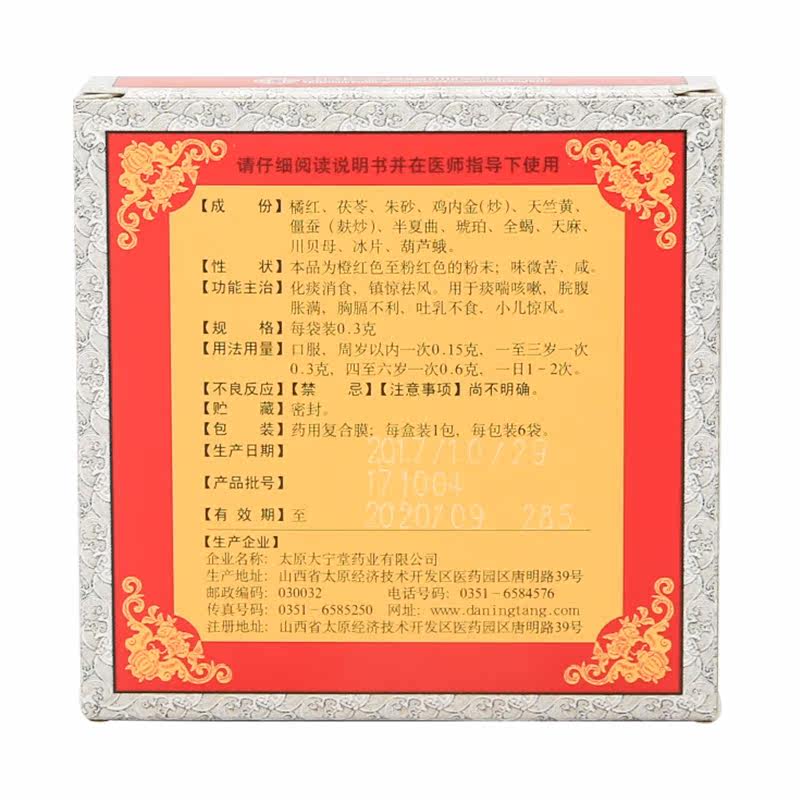 请仔细阅读说明书并在医师指导下使用
【成 份】橘红、茯苓、朱砂、鸡内金(炒)、天竺黄、
僵蚕(麸炒)、半夏曲、琥珀、全蝎、天麻、
川贝母、冰片、葫芦蛾。
【性 状】本品为橙红色至粉红色的粉末；味微苦、咸。
【功能主治】化痰消食、镇惊祛风。用于痰喘咳嗽、脘腹
胀满、胸膈不利、吐乳不食、小儿惊风。
【规 格】每袋装0.3克
【用法用量】口服、周岁以内一次0.15克、一至三岁一次
0.3克、四至六岁一次0.6克、一日1-2次。
【不良反应】【禁 忌】【注意事项】尚不明确。
【贮 藏】密封。
【包 装】药用复合膜；每盒装1包，每包装6袋。
【生产日期】 2017/10/29
【产品批号】 171004
【有 效 期】至 2020/09 285
【生产企业】
企业名称：太原大宁堂药业有限公司
生产地址：山西省太原经济技术开发区医药园区唐明路39号
邮政编码：030032 电话号码：0351-6584576
传真号码：0351-6585250 网址：www.daningtang.com
注册地址：山西省太原经济技术开发区医药园区唐明路39号